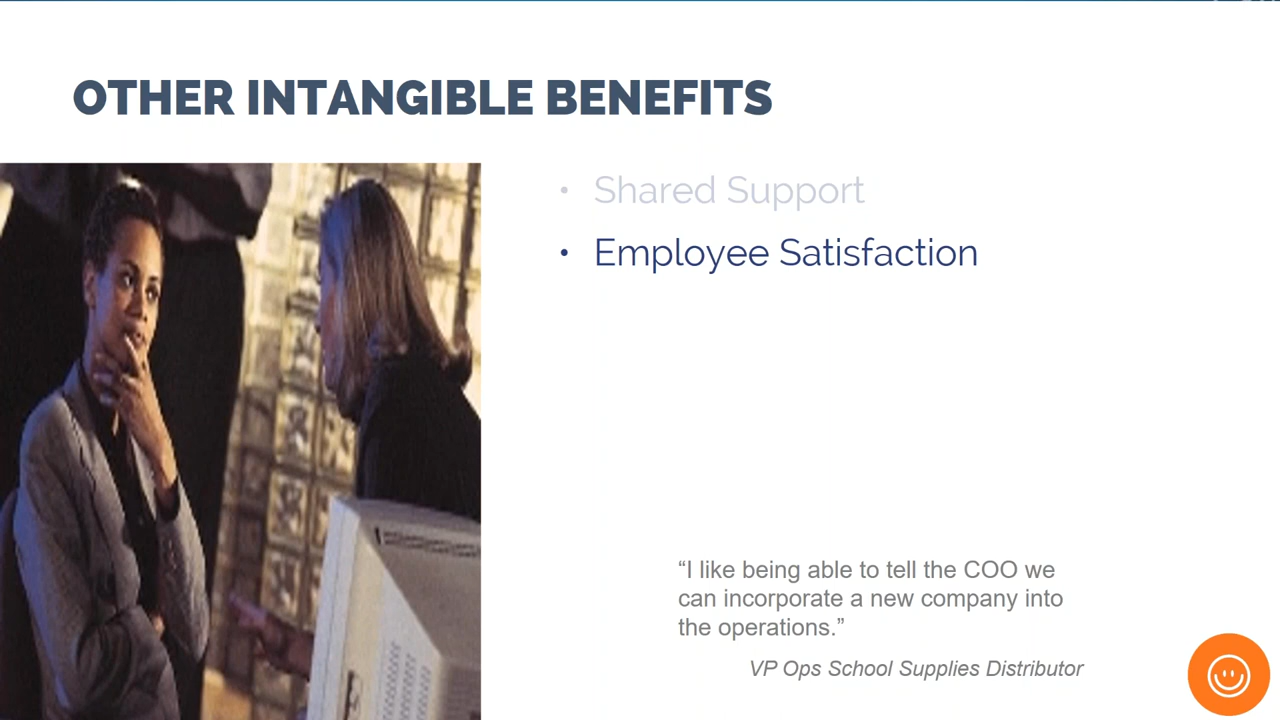 OTHER INTANGIBLE BENEFITS
• Shared Support
• Employee Satisfaction
“I like being able to tell the COO we
can incorporate a new company into
the operations.”
VP Ops School Supplies Distributor